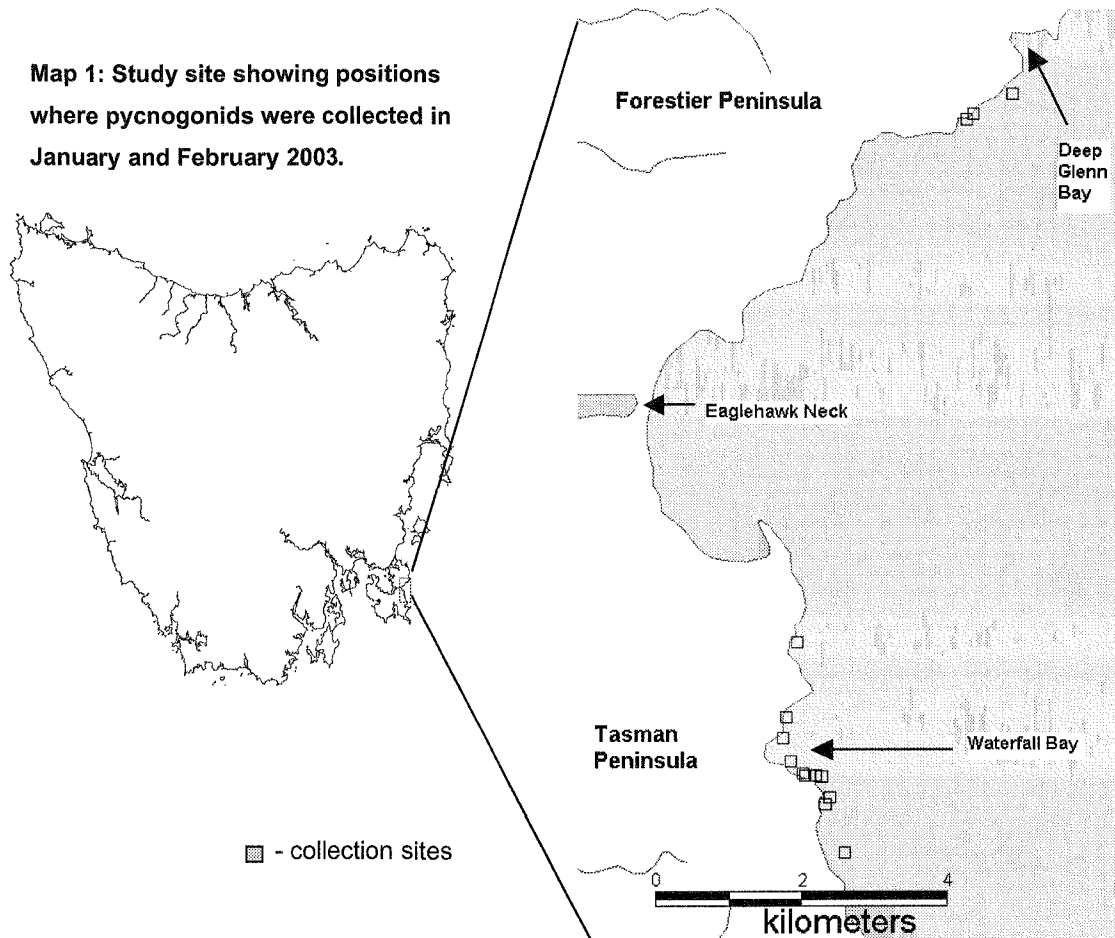 Map 1: Study site showing positions
where pycnogonids were collected in
January and February 2003.
Forestier Peninsula
Deep
Glenn
Bay
Eaglehawk Neck
Tasman
Peninsula
Waterfall Bay
- collection sites
0 2 4
kilometers